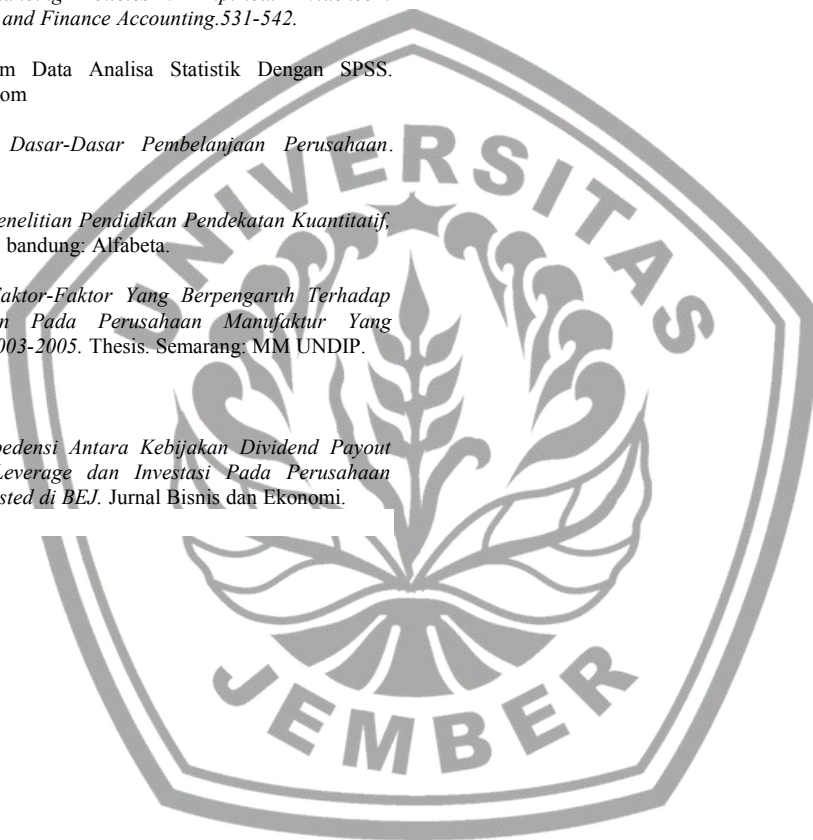 and Finance Accounting.531-542.
m Data Analisa Statistik Dengan SPSS.
om
Dasar-Dasar Pembelanjaan Perusahaan.
enelitian Pendidikan Pendekatan Kuantitatif,
bandung: Alfabeta.
aktor-Faktor Yang Berpengaruh Terhadap
n Pada Perusahaan Manufaktur Yang
003-2005. Thesis. Semarang: MM UNDIP.
pedensi Antara Kebijakan Dividend Payout
Leverage dan Investasi Pada Perusahaan
sted di BEJ. Jurnal Bisnis dan Ekonomi.
UNIVERSITAS
JEMBER